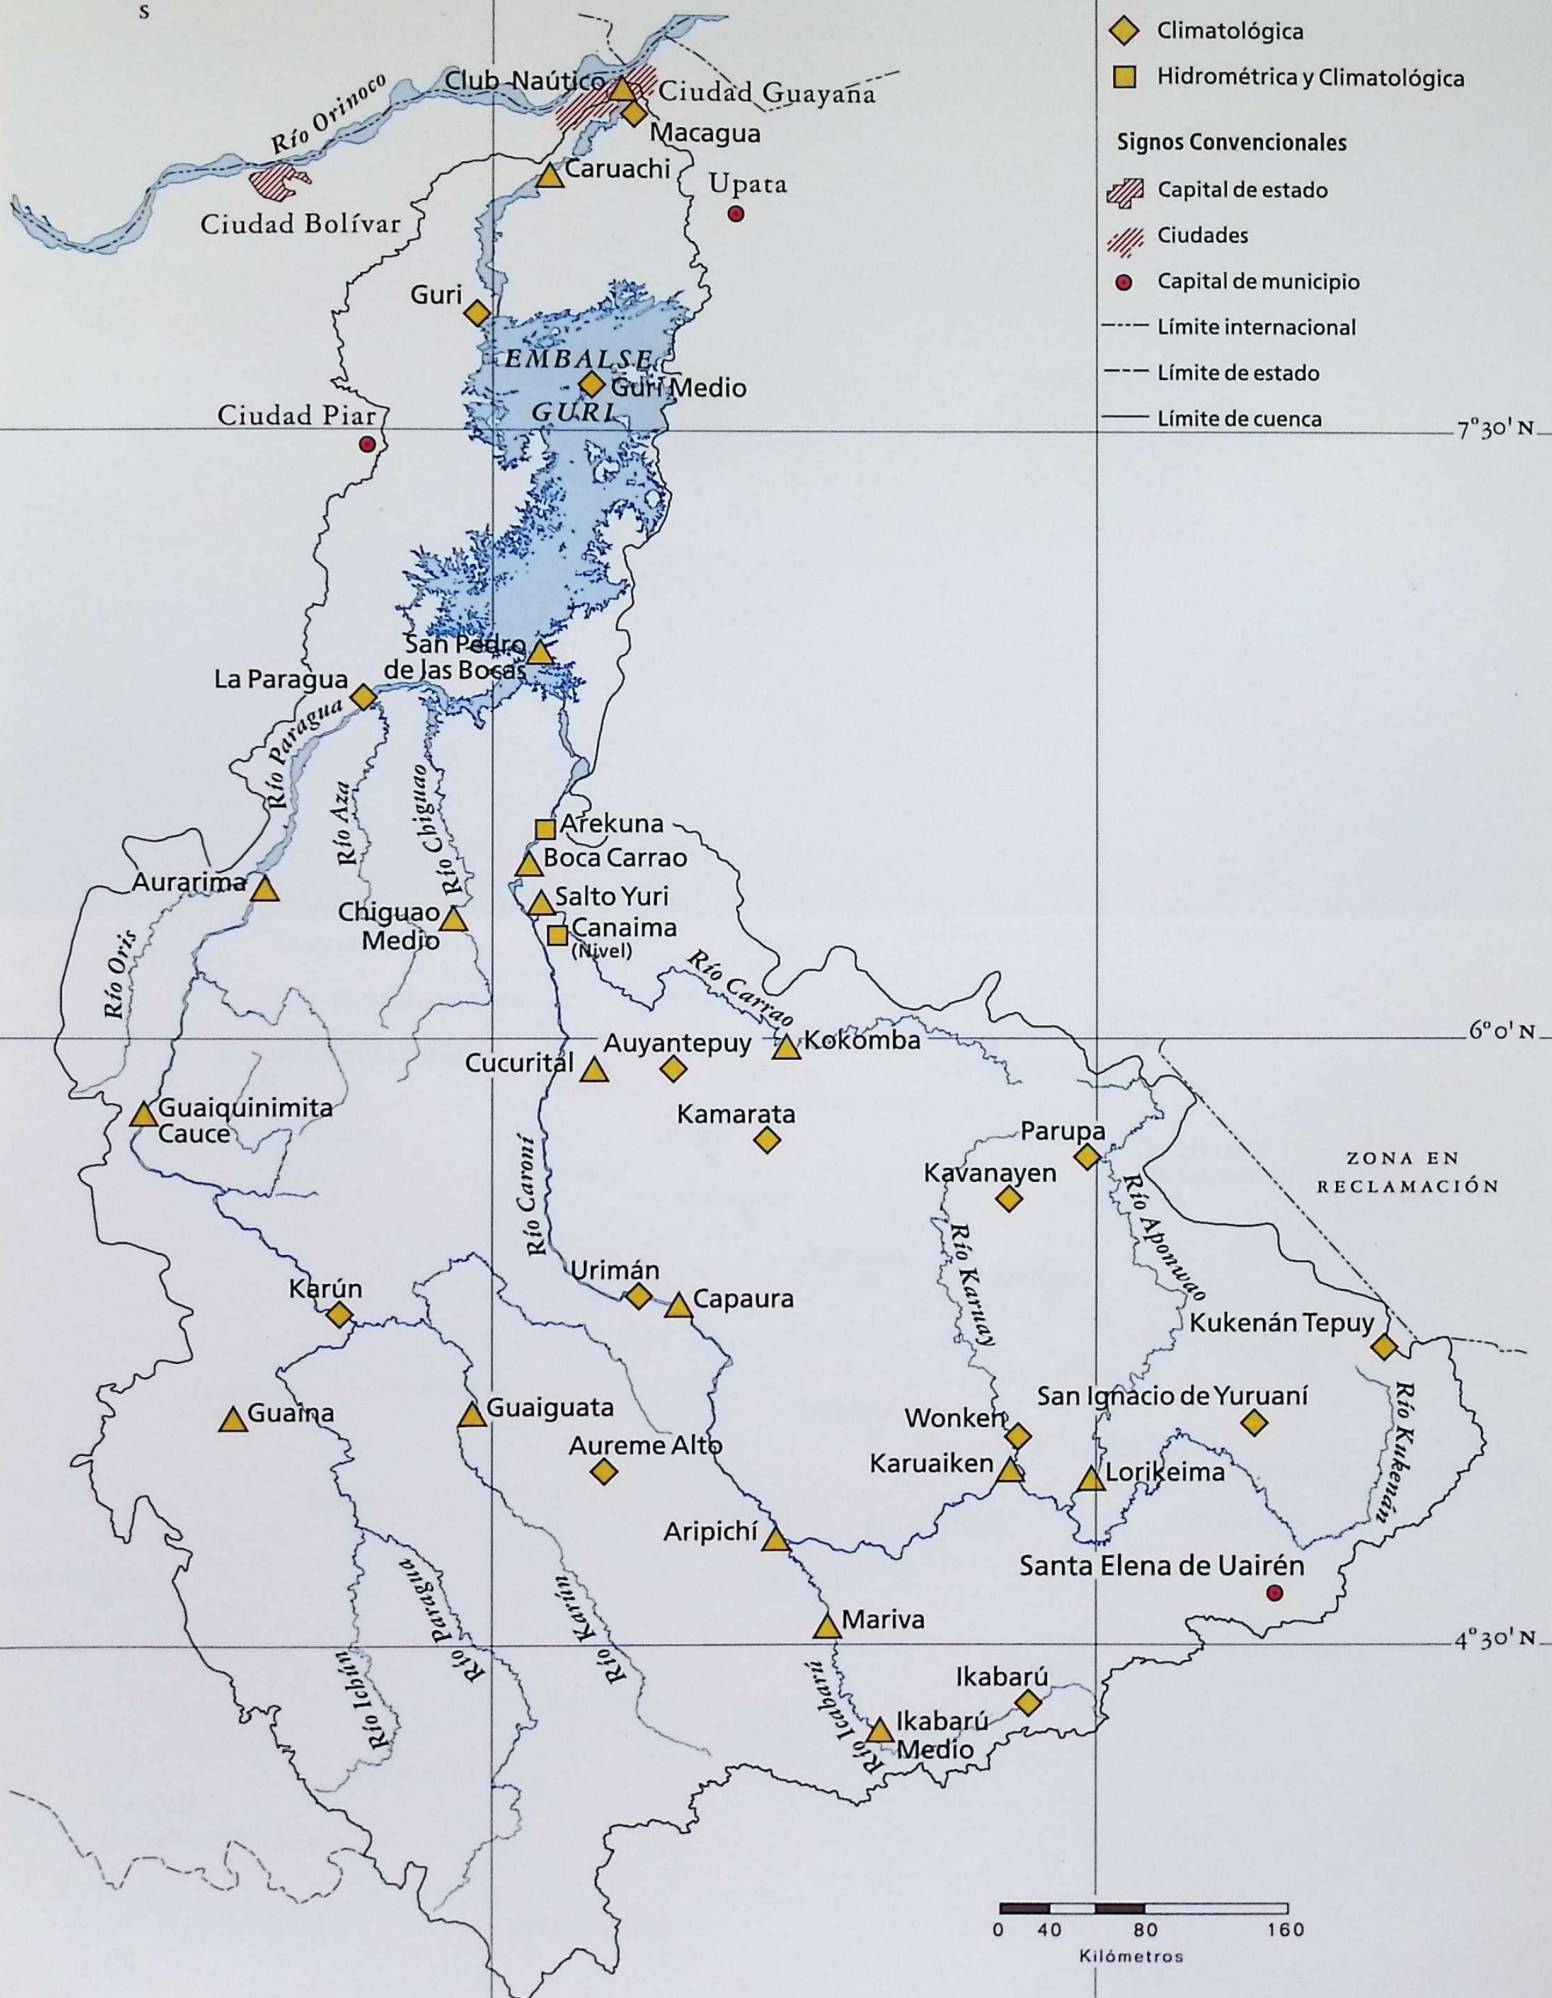 S
Climatológica
Hidrométrica y Climatológica
Signos Convencionales
Capital de estado
Ciudades
Capital de municipio
Límite internacional
Límite de estado
Límite de cuenca
Río Orinoco
Club Naútico
Ciudad Guayana
Macagua
Caruachi
Upata
Ciudad Bolívar
Guri
EMBALSE
GURI
Guri Medio
Ciudad Piar
7°30' N
San Pedro
de las Bocas
La Paragua
Río Paragua
Río Aza
Río Chiguao
Arekuna
Boca Carrao
Aurarima
Salto Yuri
Chiguao
Medio
Canaima
(Nivel)
Río Oris
Río Carrao
6°0' N
Auyantepuy
Kokomba
Cucurital
Kamarata
Guaiquinimita
Cauce
Parupa
Kavanayen
ZONA EN
RECLAMACIÓN
Río Caroní
Río Karuay
Río Aponwao
Urimán
Karún
Capaura
Kukenán Tepuy
Guaina
Guaiguata
Aureme Alto
San Ignacio de Yuruaní
Wonken
Karuaiken
Lorikeima
Río Kukenán
Aripichí
Santa Elena de Uairén
Río Paragua
Río Karún
Mariva
4°30' N
Río Ichún
Río
Río Icabarú
Río
Ikabarú
Ikabarú
Medio
0 40 80 160
Kilómetros